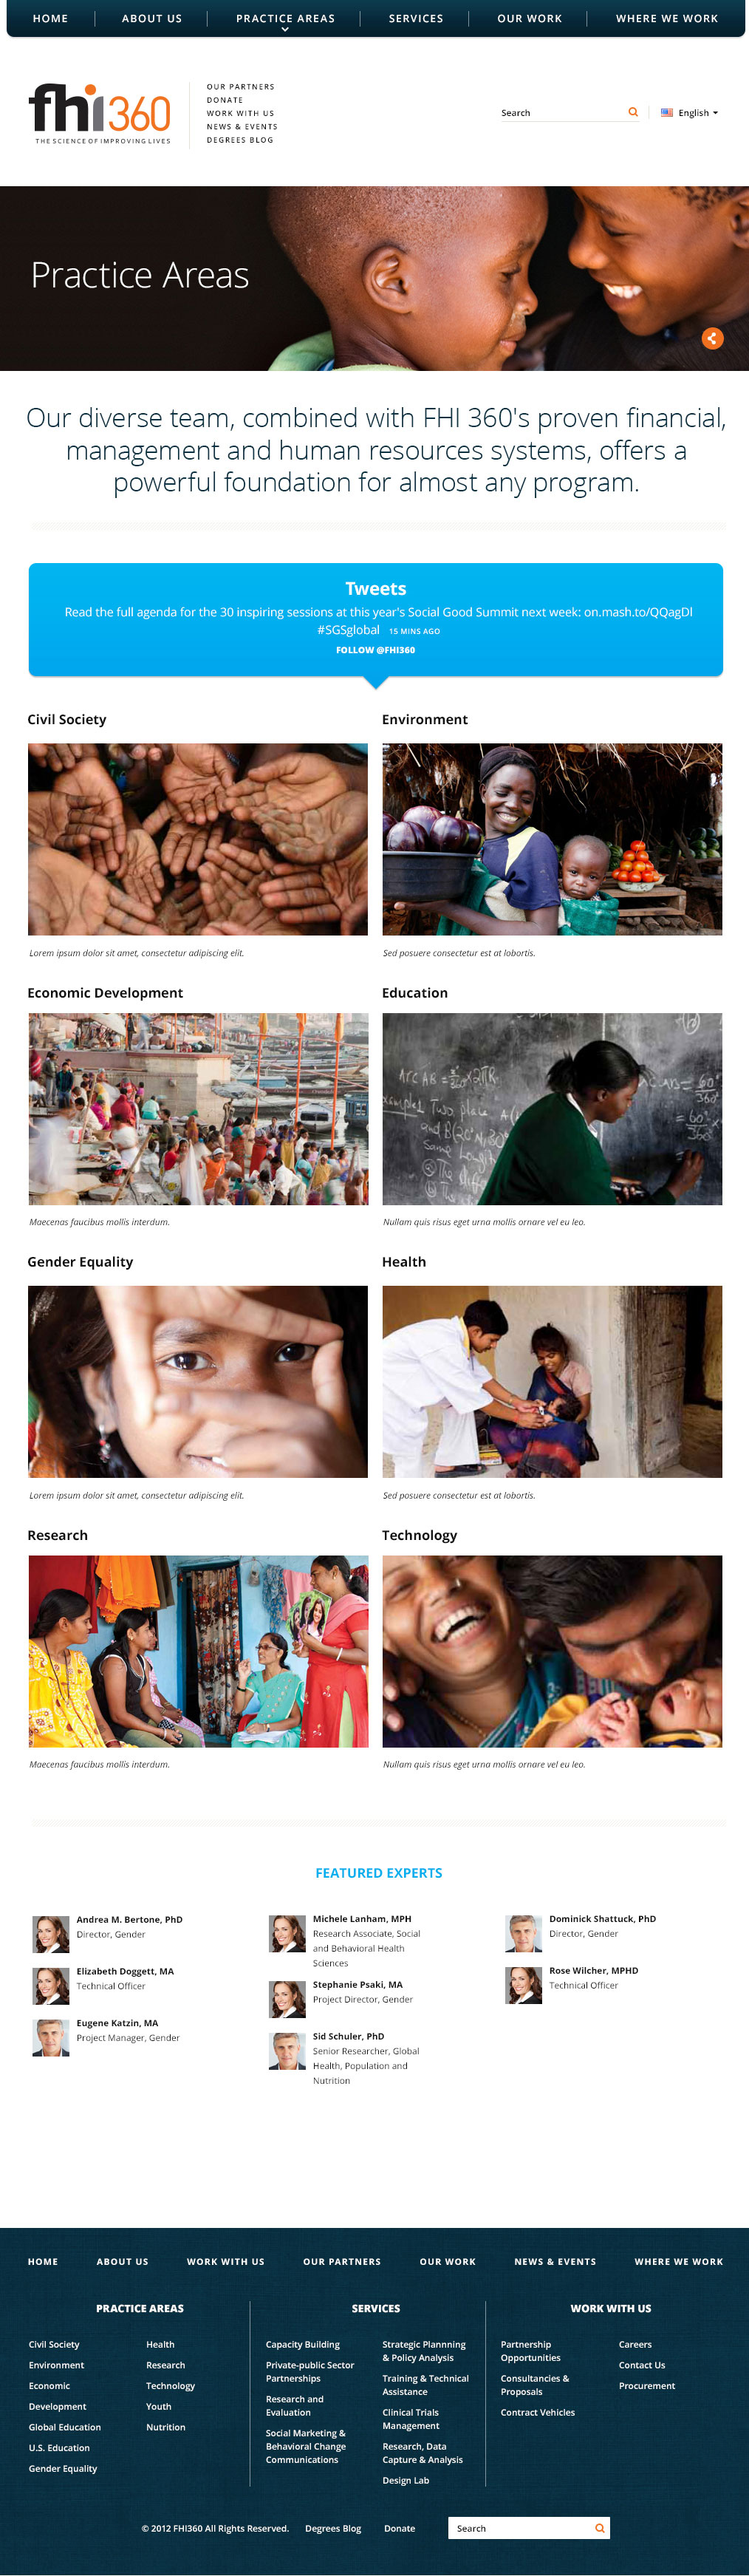 HOME
ABOUT US
PRACTICE AREAS
SERVICES
OUR WORK
WHERE WE WORK
fhi360
THE SCIENCE OF IMPROVING LIVES
OUR PARTNERS
DONATE
WORK WITH US
NEWS & EVENTS
DEGREES BLOG
Search
English
Practice Areas
Our diverse team, combined with FHI 360's proven financial,
management and human resources systems, offers a
powerful foundation for almost any program.
Tweets
Read the full agenda for the 30 inspiring sessions at this year's Social Good Summit next week: on.mash.to/QQagDl
#SGSglobal 15 MINS AGO
FOLLOW @FHI360
Civil Society
Environment
Lorem ipsum dolor sit amet, consectetur adipiscing elit.
Sed posuere consectetur est at lobortis.
Economic Development
Education
Maecenas faucibus mollis interdum.
Nullam quis risus eget urna mollis ornare vel eu leo.
Gender Equality
Health
Lorem ipsum dolor sit amet, consectetur adipiscing elit.
Sed posuere consectetur est at lobortis.
Research
Technology
Maecenas faucibus mollis interdum.
Nullam quis risus eget urna mollis ornare vel eu leo.
FEATURED EXPERTS
Andrea M. Bertone, PhD
Director, Gender
Elizabeth Doggett, MA
Technical Officer
Eugene Katzin, MA
Project Manager, Gender
Michele Lanham, MPH
Research Associate, Social
and Behavioral Health
Sciences
Stephanie Psaki, MA
Project Director, Gender
Sid Schuler, PhD
Senior Researcher, Global
Health, Population and
Nutrition
Dominick Shattuck, PhD
Director, Gender
Rose Wilcher, MPHD
Technical Officer
HOME
ABOUT US
WORK WITH US
OUR PARTNERS
OUR WORK
NEWS & EVENTS
WHERE WE WORK
PRACTICE AREAS
Civil Society
Environment
Economic
Development
Global Education
U.S. Education
Gender Equality
Health
Research
Technology
Youth
Nutrition
SERVICES
Capacity Building
Private-public Sector
Partnerships
Research and
Evaluation
Social Marketing &
Behavioral Change
Communications
Strategic Plannning
& Policy Analysis
Training & Technical
Assistance
Clinical Trials
Management
Research, Data
Capture & Analysis
Design Lab
WORK WITH US
Partnership
Opportunities
Consultancies &
Proposals
Contract Vehicles
Careers
Contact Us
Procurement
© 2012 FHI360 All Rights Reserved.
Degrees Blog
Donate
Search